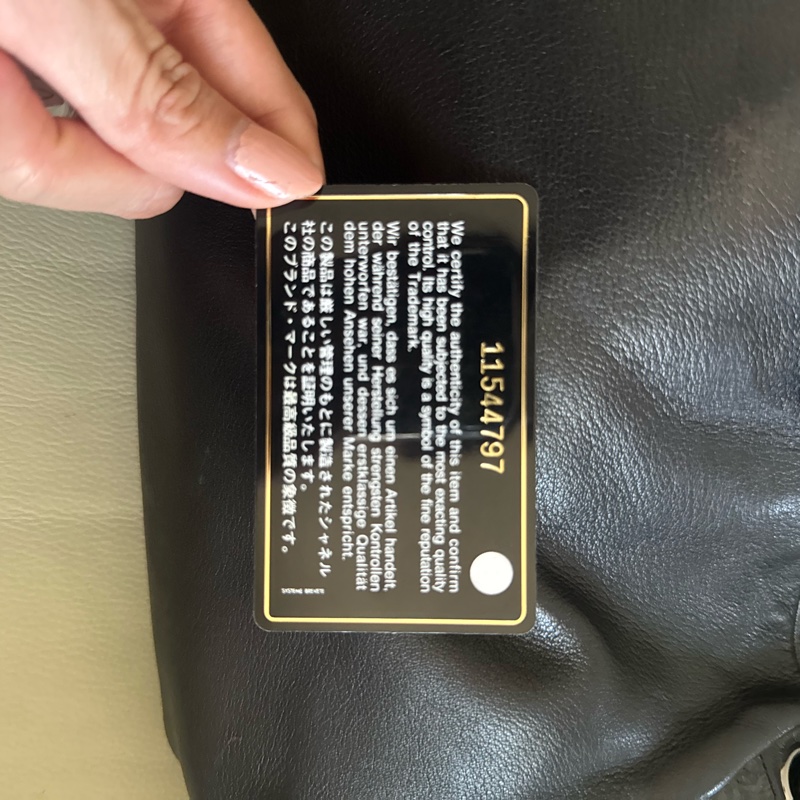 11544797
We certify the authenticity of this item and confirm
that it has been subjected to the most exacting quality
control. Its high quality is a symbol of the fine reputation
of the Trademark.
Wir bestätigen, das es sich um einen Artikel handelt,
der während seiner Herstellung strengsten Kontrollen
unterworfen war, und dessen erstklassige Qualität
dem hohen Ansehen unserer Marke entspricht.
この製品は厳しい管理のもとに製造されたシャネル
社の商品であることを証明いたします。
このブランド・マークは最高級品質の象徴です。
SYSTEME BREVETE